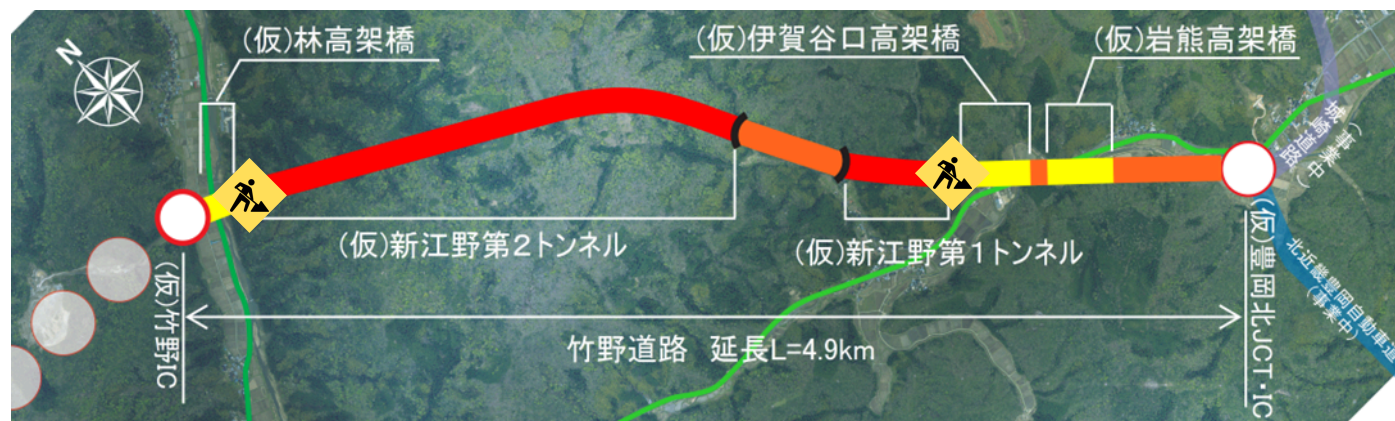 N
(仮)林高架橋
(仮)伊賀谷口高架橋
(仮)岩熊高架橋
城崎道路
(事業中)
(仮)新江野第2トンネル
(仮)新江野第1トンネル
(仮)竹野IC
(仮)豊岡北JCT・IC
北近畿豊岡自動車道
(事業中)
竹野道路 延長L=4.9km